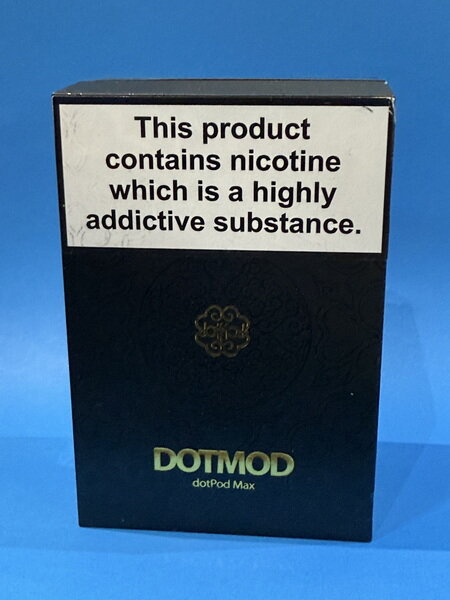 This product
contains nicotine
which is a highly
addictive substance.
DOTMOD
dotPod Max